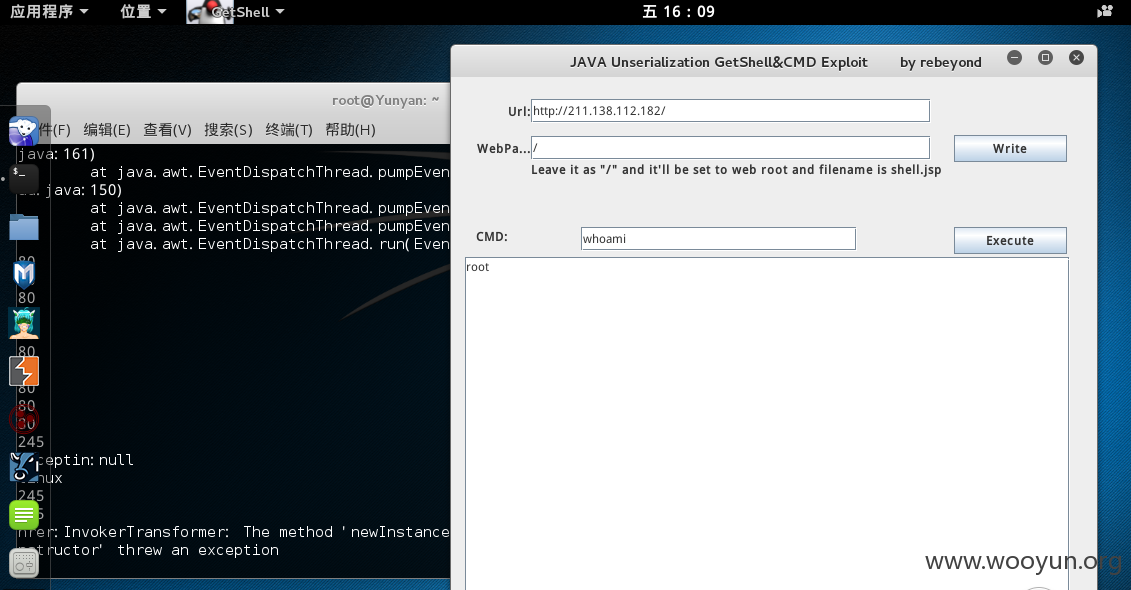 应用程序 位置 GetShell 五 16：09
root@Yunyan: ~
件(F) 编辑(E) 查看(V) 搜索(S) 终端(T) 帮助(H)
java:161)
at java.awt.EventDispatchThread.pumpEven
java:150)
at java.awt.EventDispatchThread.pumpEven
at java.awt.EventDispatchThread.pumpEven
at java.awt.EventDispatchThread.run(Even
80
80
80
80
80
80
245
ceptin:null
inux
245
nrer:InvokerTransformer: The method 'newInstance
nstructor' threw an exception
JAVA Unserialization GetShell&CMD Exploit by rebeyond
Url: http://211.138.112.182/
WebPa... / Write
Leave it as "/" and it'll be set to web root and filename is shell.jsp
CMD: whoami Execute
root
www.wooyun.org